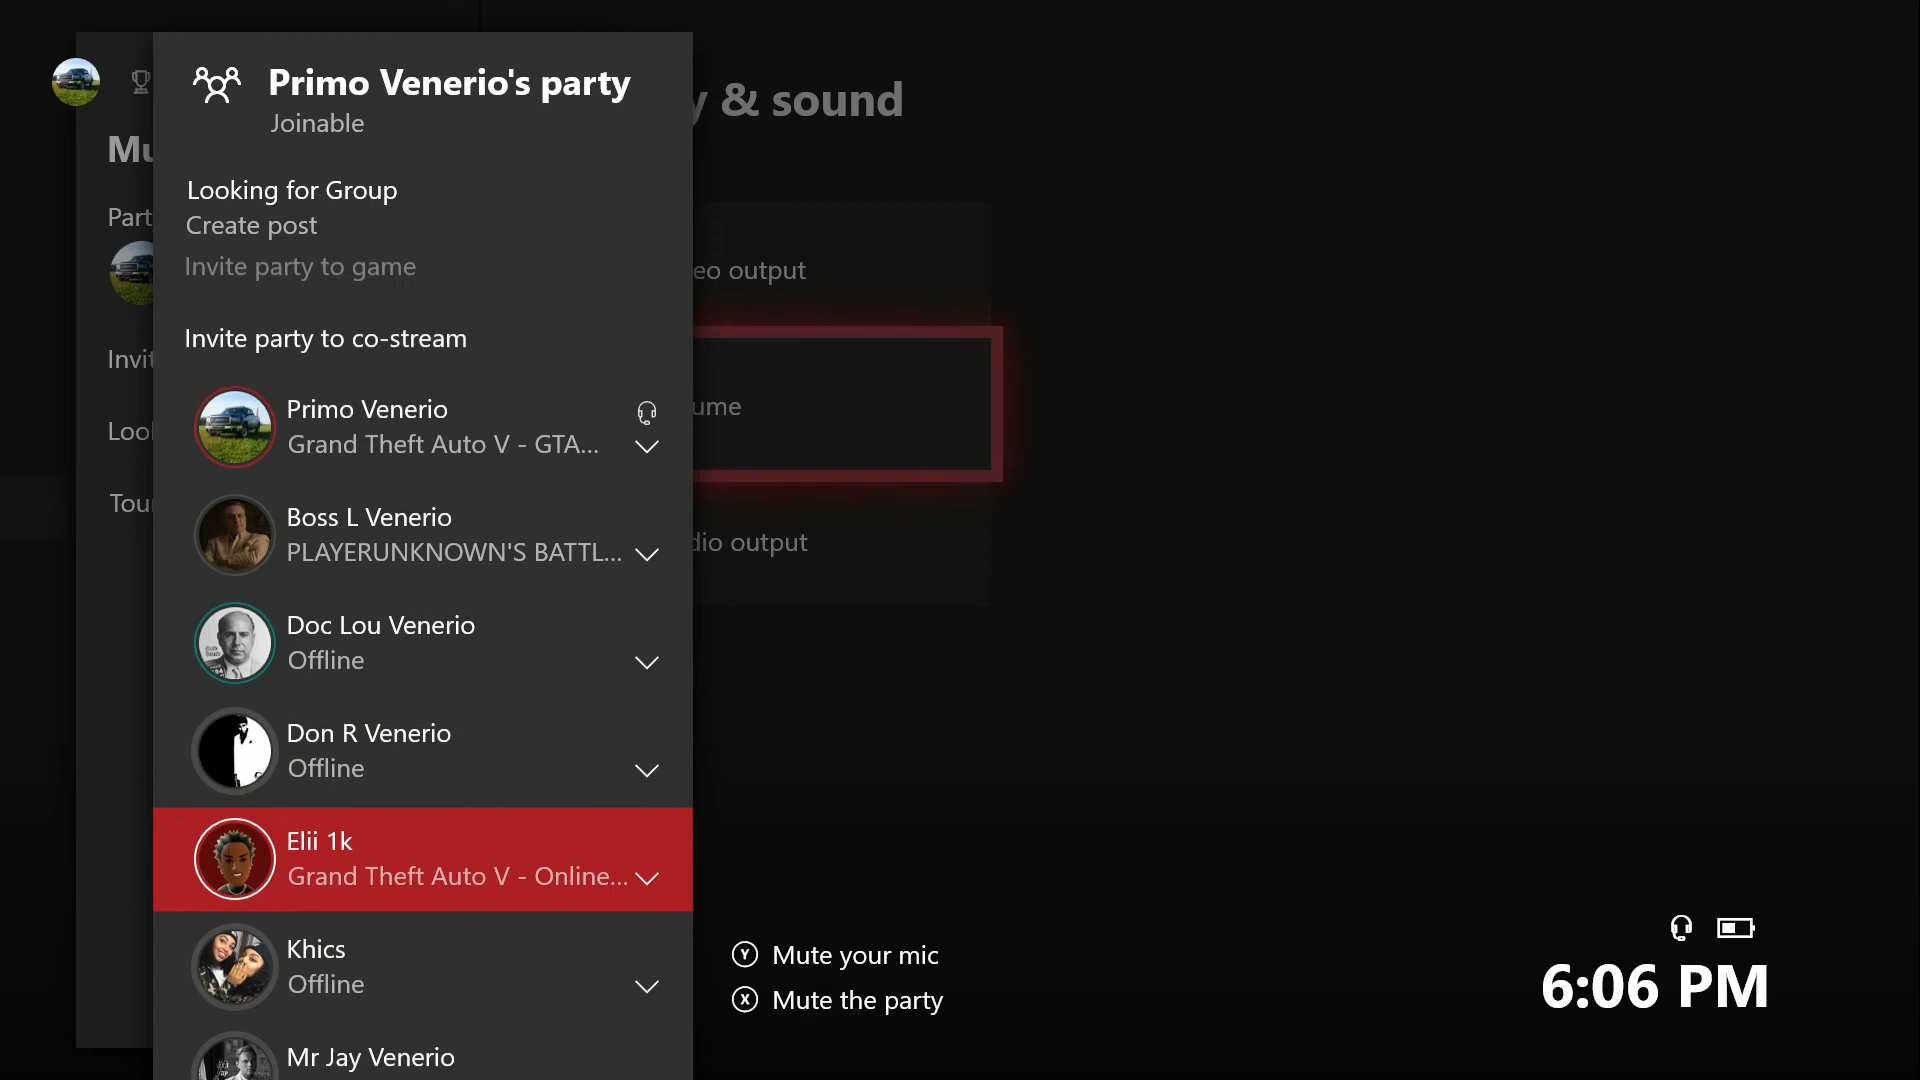 Primo Venerio's party
Joinable
Looking for Group
Create post
Invite party to game
Invite party to co-stream
Primo Venerio
Grand Theft Auto V - GTA...
Boss L Venerio
PLAYERUNKNOWN'S BATTL...
Doc Lou Venerio
Offline
Don R Venerio
Offline
Elii 1k
Grand Theft Auto V - Online...
Khics
Offline
Mr Jay Venerio
Mu
Part
Invit
Look
Tour
y & sound
eo output
ume
dio output
Y Mute your mic
X Mute the party
6:06 PM